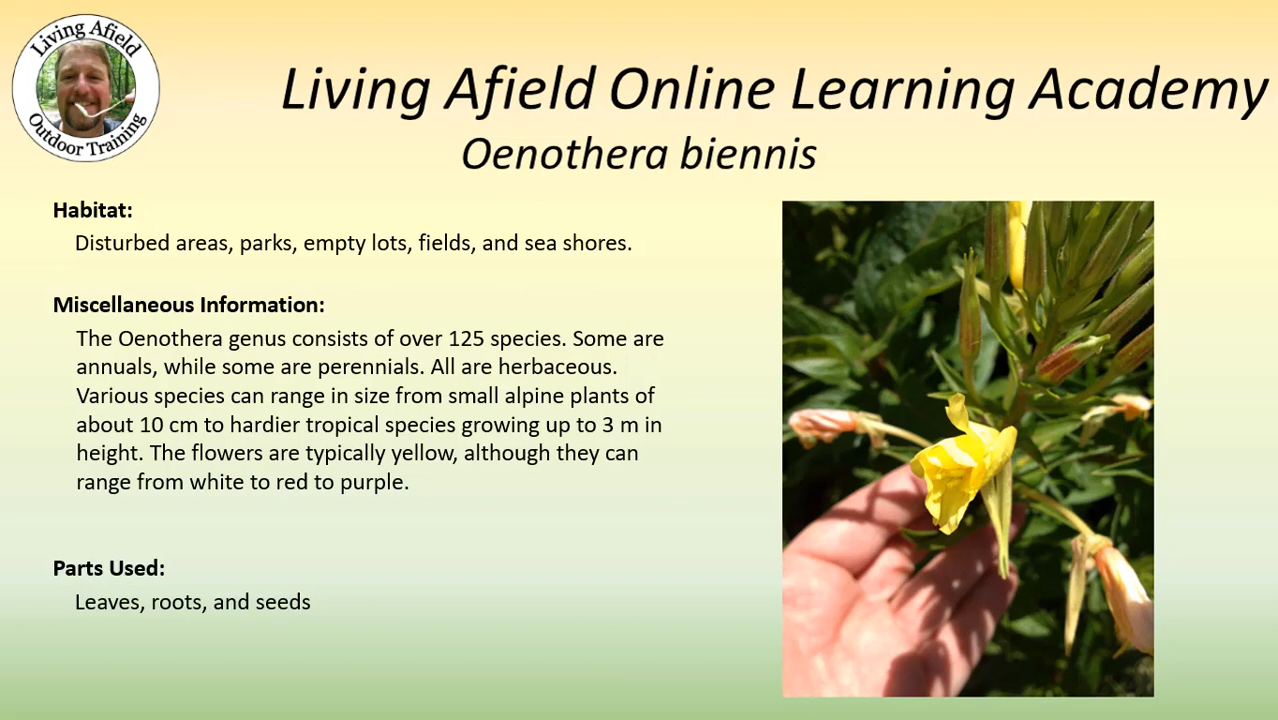 Living Afield
Outdoor Training
Living Afield Online Learning Academy
Oenothera biennis
Habitat:
Disturbed areas, parks, empty lots, fields, and sea shores.
Miscellaneous Information:
The Oenothera genus consists of over 125 species. Some are
annuals, while some are perennials. All are herbaceous.
Various species can range in size from small alpine plants of
about 10 cm to hardier tropical species growing up to 3 m in
height. The flowers are typically yellow, although they can
range from white to red to purple.
Parts Used:
Leaves, roots, and seeds